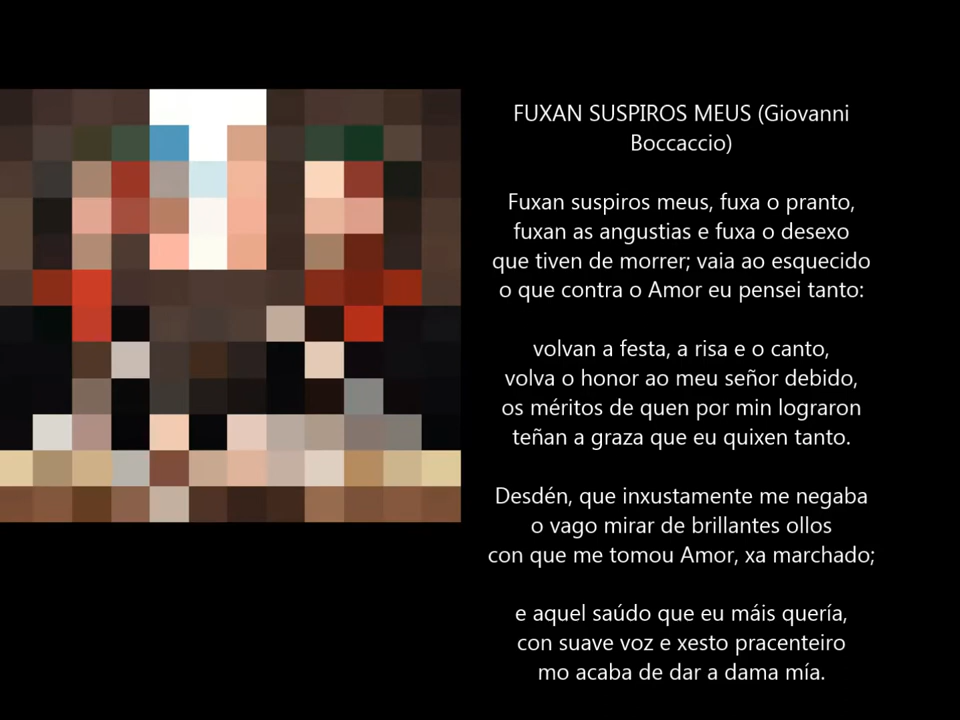 FUXAN SUSPIROS MEUS (Giovanni
Boccaccio)
Fuxan suspiros meus, fuxa o pranto,
fuxan as angustias e fuxa o desexo
que tiven de morrer; vaia ao esquecido
o que contra o Amor eu pensei tanto:
volvan a festa, a risa e o canto,
volva o honor ao meu señor debido,
os méritos de quen por min lograron
teñan a graza que eu quixen tanto.
Desdén, que inxustamente me negaba
o vago mirar de brillantes ollos
con que me tomou Amor, xa marchado;
e aquel saúdo que eu máis quería,
con suave voz e xesto pracenteiro
mo acaba de dar a dama mía.